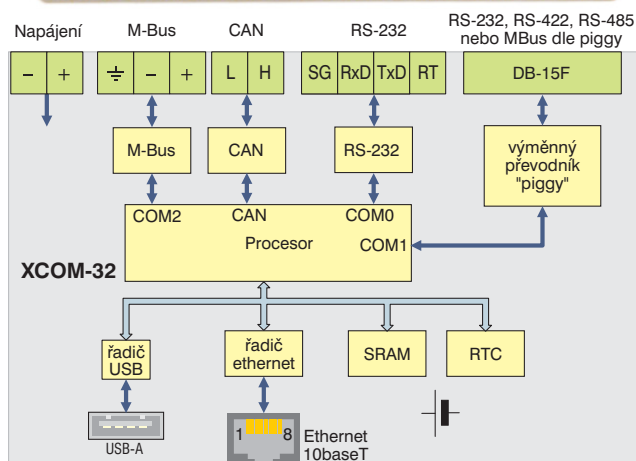 Napájení M-Bus CAN RS-232 RS-232, RS-422, RS-485
nebo MBus dle piggy
− + − + L H SG RxD TxD RT DB-15F
M-Bus CAN RS-232 výměnný
převodník
"piggy"
COM2 CAN COM0
Procesor
COM1
XCOM-32
řadič
USB
řadič
ethernet
SRAM RTC
USB-A
1 8 Ethernet
10baseT